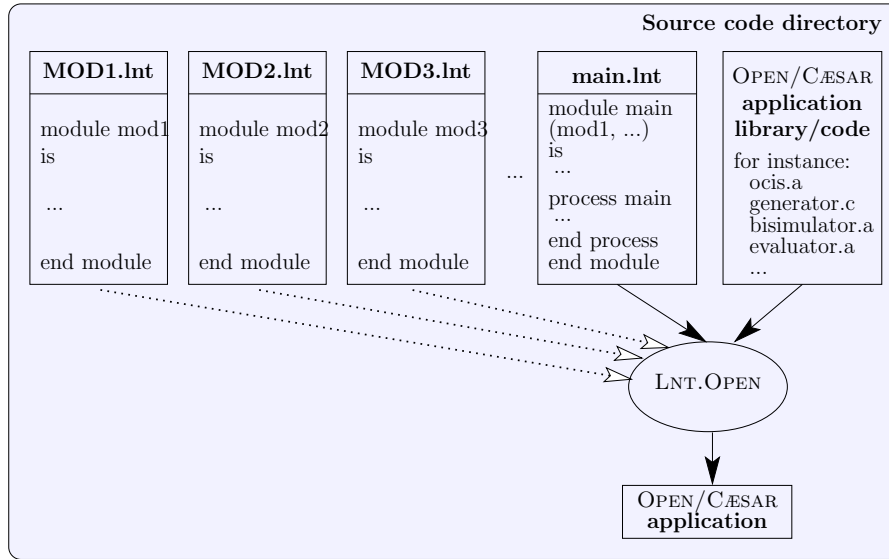 Source code directory
MOD1.lnt
module mod1
is
...
end module
MOD2.lnt
module mod2
is
...
end module
MOD3.lnt
module mod3
is
...
end module
...
main.lnt
module main
(mod1, ...)
is
...
process main
...
end process
end module
OPEN/CÆSAR
application
library/code
for instance:
ocis.a
generator.c
bisimulator.a
evaluator.a
...
LNT.OPEN
OPEN/CÆSAR
application